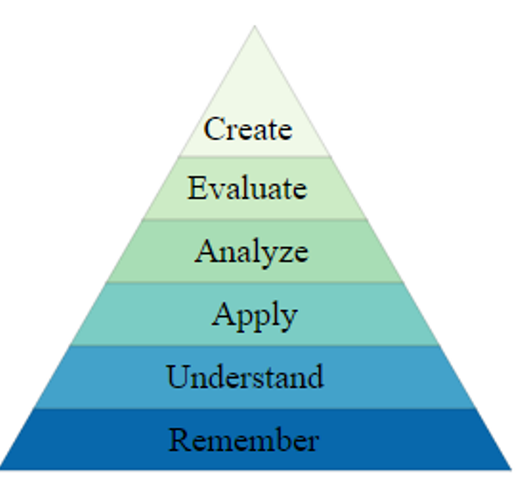 Create
Evaluate
Analyze
Apply
Understand
Remember